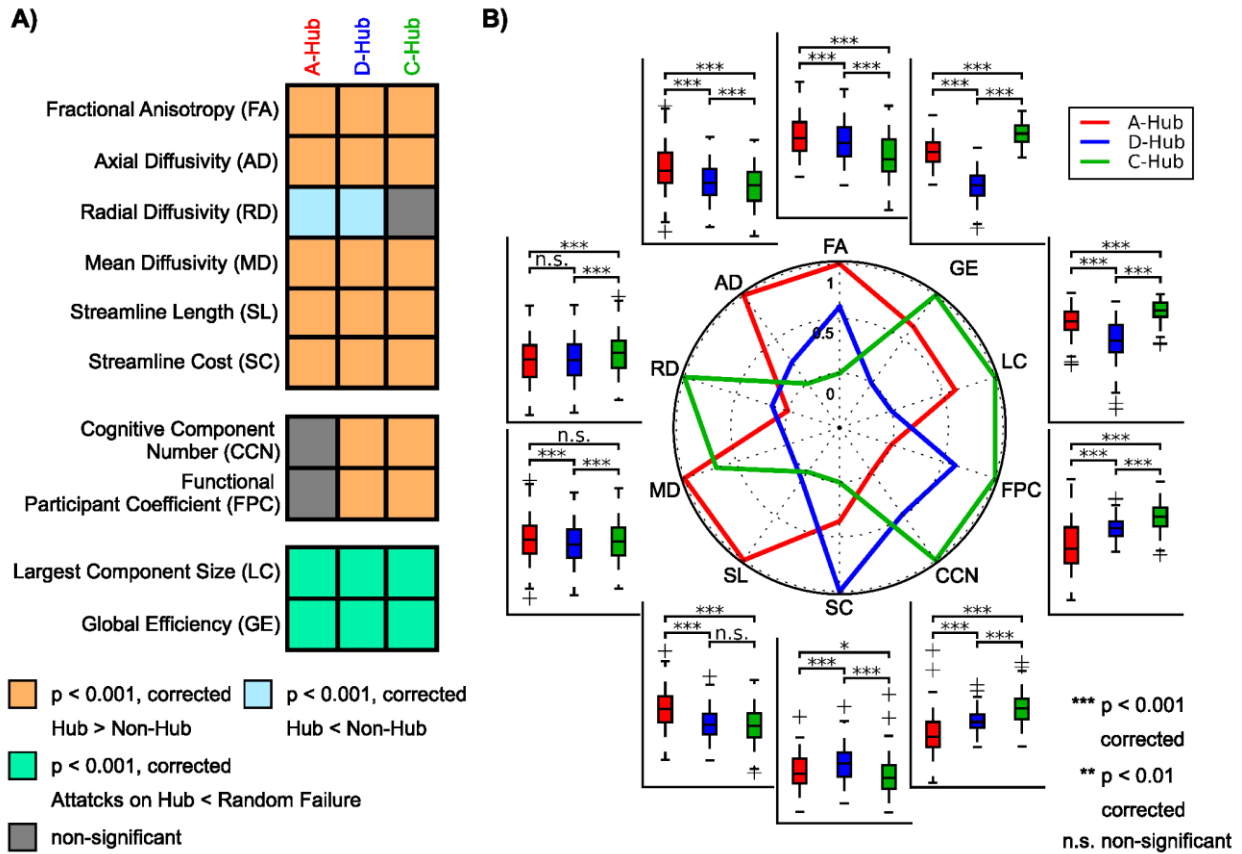 A)
A-Hub
D-Hub
C-Hub
Fractional Anisotropy (FA)
Axial Diffusivity (AD)
Radial Diffusivity (RD)
Mean Diffusivity (MD)
Streamline Length (SL)
Streamline Cost (SC)
Cognitive Component
Number (CCN)
Functional
Participant Coefficient (FPC)
Largest Component Size (LC)
Global Efficiency (GE)
p < 0.001, corrected
Hub > Non-Hub
p < 0.001, corrected
Hub < Non-Hub
p < 0.001, corrected
Attatcks on Hub < Random Failure
non-significant
B)
***
*** ***
***
*** ***
***
*** ***
A-Hub
D-Hub
C-Hub
***
n.s.
***
***
*** ***
n.s.
*** ***
***
*** ***
FA
GE
LC
FPC
CCN
SC
SL
MD
RD
AD
1
0.5
0
***
***
n.s.
*
*** ***
***
*** ***
*** p < 0.001
corrected
** p < 0.01
corrected
n.s. non-significant